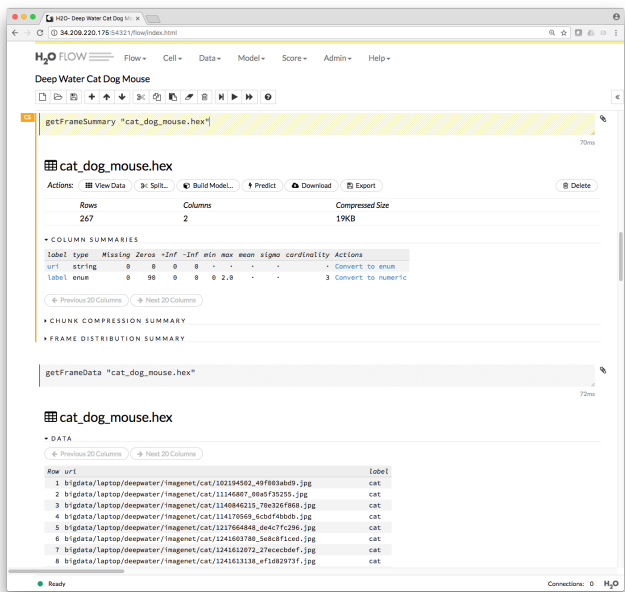 H2O- Deep Water Cat Dog Mo
34.209.220.175:54321/flow/index.html
H2O FLOW Flow Cell Data Model Score Admin Help
Deep Water Cat Dog Mouse
CS
getFrameSummary "cat_dog_mouse.hex"
70ms
cat_dog_mouse.hex
Actions: View Data Split... Build Model... Predict Download Export Delete
Rows Columns Compressed Size
267 2 19KB
COLUMN SUMMARIES
label type Missing Zeros +Inf -Inf min max mean sigma cardinality Actions
uri string 0 0 0 0 · · · · · Convert to enum
label enum 0 90 0 0 0 2.0 · · 3 Convert to numeric
Previous 20 Columns Next 20 Columns
CHUNK COMPRESSION SUMMARY
FRAME DISTRIBUTION SUMMARY
getFrameData "cat_dog_mouse.hex"
72ms
cat_dog_mouse.hex
DATA
Previous 20 Columns Next 20 Columns
Row uri label
1 bigdata/laptop/deepwater/imagenet/cat/102194502_49f003abd9.jpg cat
2 bigdata/laptop/deepwater/imagenet/cat/11146807_00a5f35255.jpg cat
3 bigdata/laptop/deepwater/imagenet/cat/1140846215_70e326f868.jpg cat
4 bigdata/laptop/deepwater/imagenet/cat/114170569_6cbdf4bbdb.jpg cat
5 bigdata/laptop/deepwater/imagenet/cat/1217664848_de4c7fc296.jpg cat
6 bigdata/laptop/deepwater/imagenet/cat/1241603780_5e8c8f1ced.jpg cat
7 bigdata/laptop/deepwater/imagenet/cat/1241612072_27ececbdef.jpg cat
8 bigdata/laptop/deepwater/imagenet/cat/1241613138_ef1d82973f.jpg cat
Ready Connections: 0 H2O